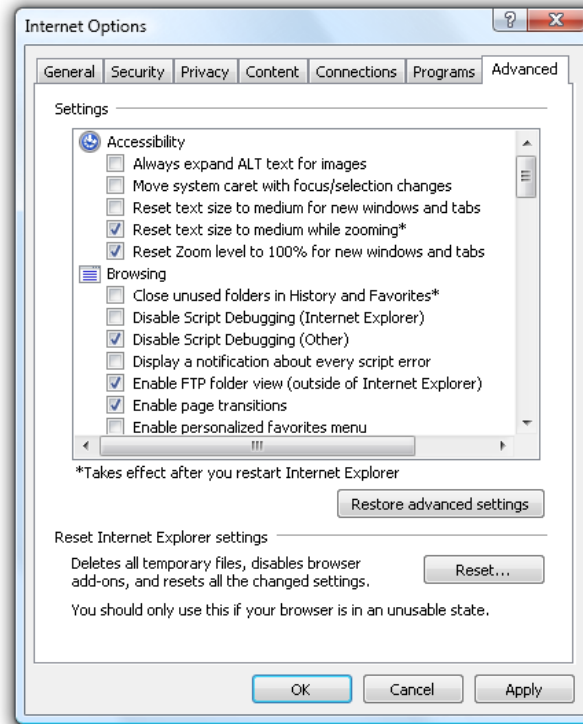 Internet Options
General Security Privacy Content Connections Programs Advanced
Settings
Accessibility
Always expand ALT text for images
Move system caret with focus/selection changes
Reset text size to medium for new windows and tabs
Reset text size to medium while zooming*
Reset Zoom level to 100% for new windows and tabs
Browsing
Close unused folders in History and Favorites*
Disable Script Debugging (Internet Explorer)
Disable Script Debugging (Other)
Display a notification about every script error
Enable FTP folder view (outside of Internet Explorer)
Enable page transitions
Enable personalized favorites menu
*Takes effect after you restart Internet Explorer
Restore advanced settings
Reset Internet Explorer settings
Deletes all temporary files, disables browser
add-ons, and resets all the changed settings.
Reset...
You should only use this if your browser is in an unusable state.
OK Cancel Apply